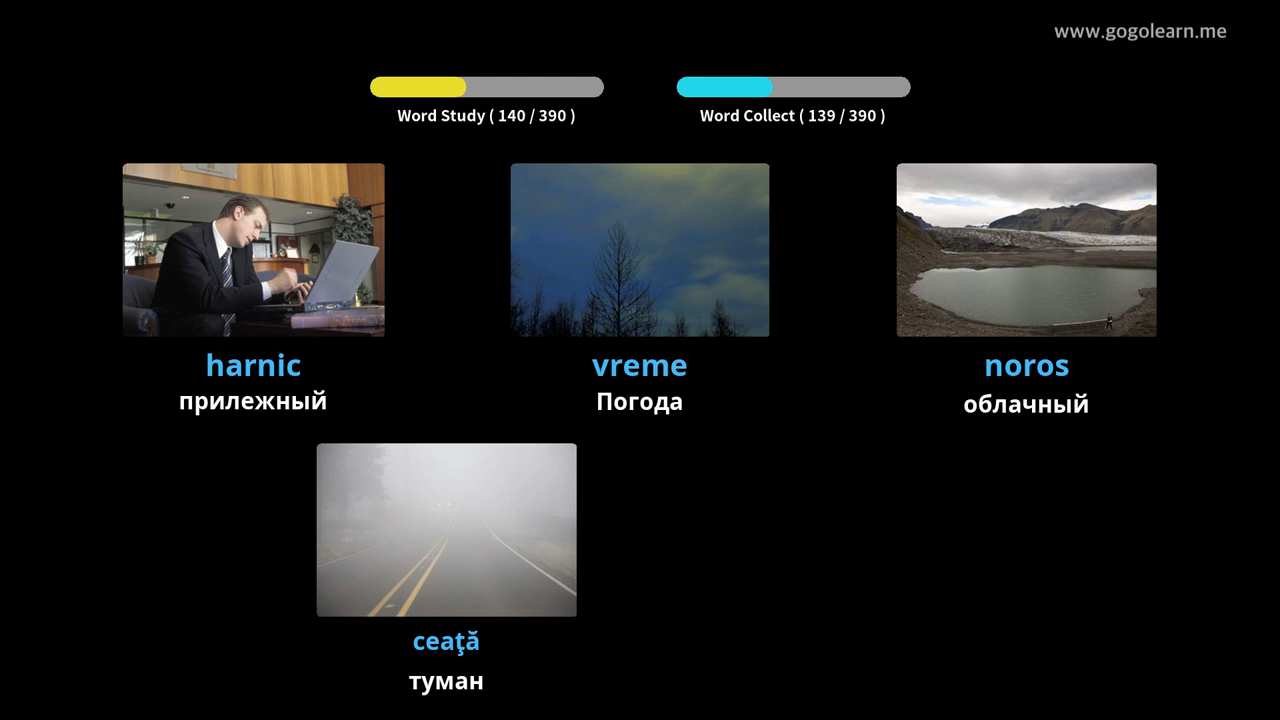 www.gogolearn.me
Word Study ( 140 / 390 )
Word Collect ( 139 / 390 )
harnic
прилежный
vreme
Погода
noros
облачный
ceaţă
туман